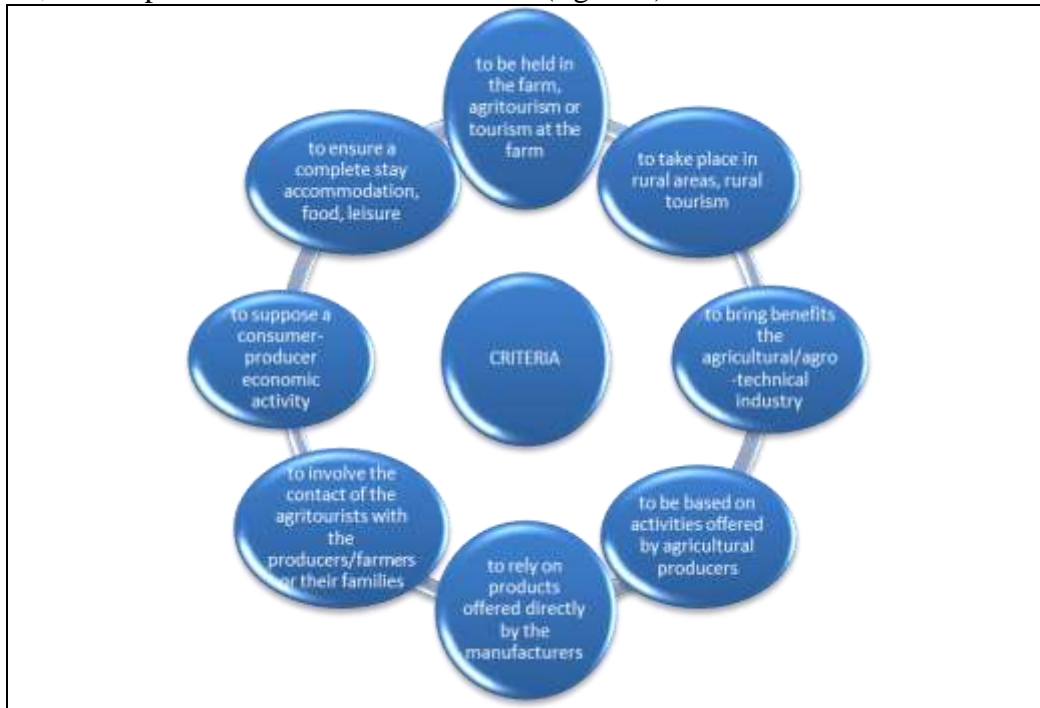 to be held in
the farm,
agritourism or
tourism at the
farm
to take place in
rural areas, rural
tourism
to bring benefits
the
agricultural/agro
-technical
industry
to be based on
activities offered
by agricultural
producers
to rely on
products
offered directly
by the
manufacturers
to involve the
contact of the
agritourists with
the
producers/farmers
or their families
to suppose a
consumer-
producer
economic
activity
to ensure a
complete stay
accommodation,
food, leisure
CRITERIA